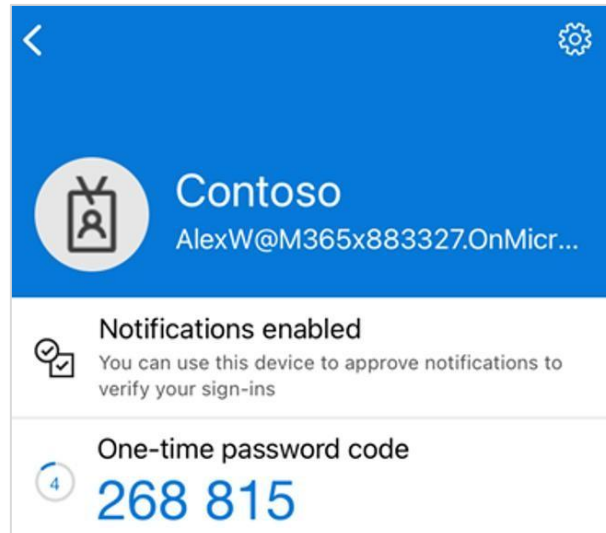 Contoso
AlexW@M365x883327.OnMicr...
Notifications enabled
You can use this device to approve notifications to
verify your sign-ins
One-time password code
4
268 815